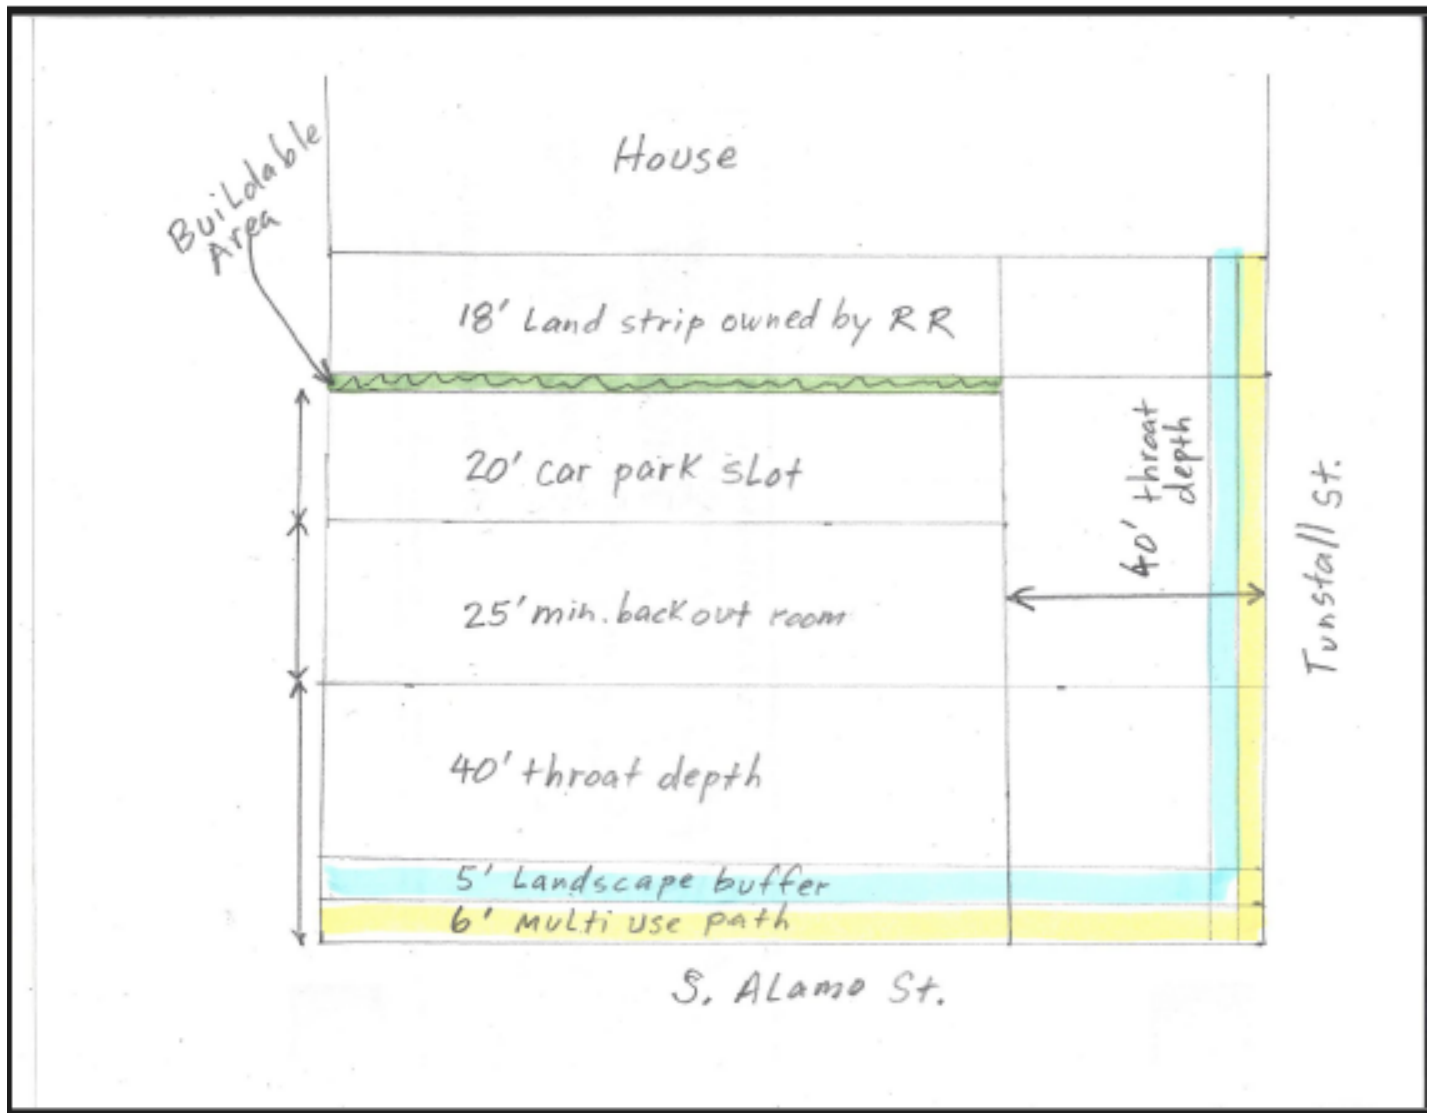 House
Buildable
Area
18' Land strip owned by RR
20' car park slot
40' throat
depth
25' min. back out room
Tunstall St.
40' throat depth
5' Landscape buffer
6' Multi use path
S. Alamo St.